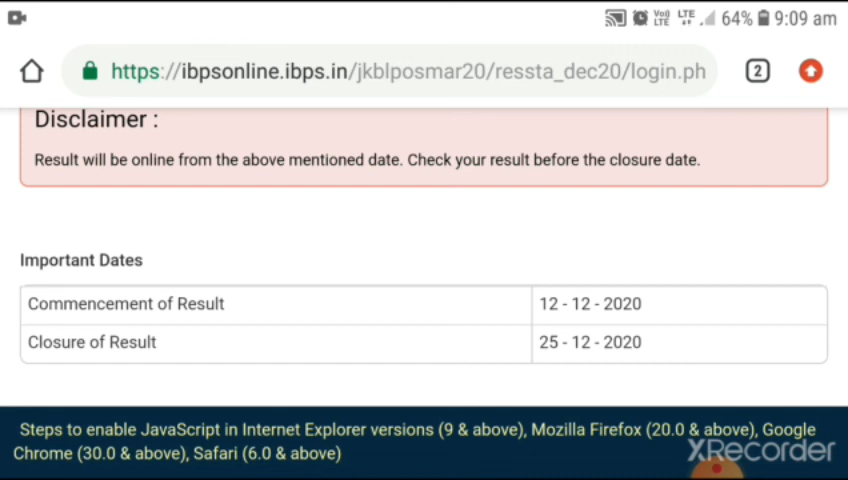 Voo) LTE LTE 64% 9:09 am
https://ibpsonline.ibps.in/jkblposmar20/ressta_dec20/login.ph 2
Disclaimer :
Result will be online from the above mentioned date. Check your result before the closure date.
Important Dates
Commencement of Result 12 - 12 - 2020
Closure of Result 25 - 12 - 2020
Steps to enable JavaScript in Internet Explorer versions (9 & above), Mozilla Firefox (20.0 & above), Google
Chrome (30.0 & above), Safari (6.0 & above)
XRecorder